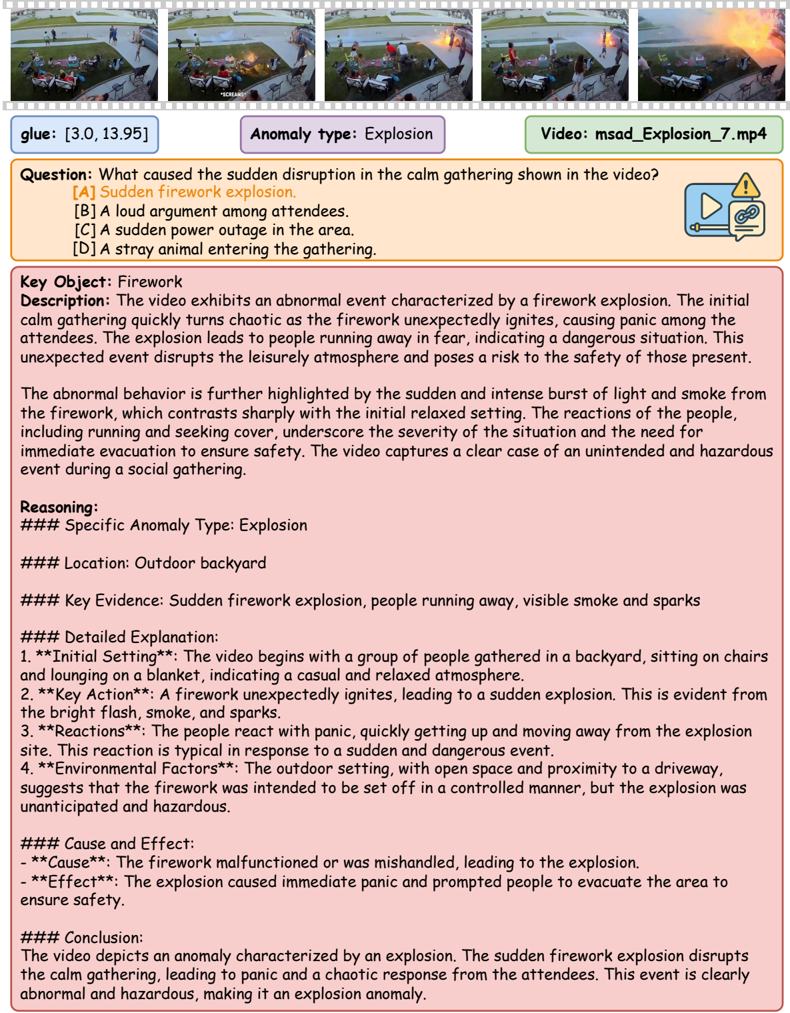 *SCREAMS*
glue: [3.0, 13.95]
Anomaly type: Explosion
Video: msad_Explosion_7.mp4
Question: What caused the sudden disruption in the calm gathering shown in the video?
[A] Sudden firework explosion.
[B] A loud argument among attendees.
[C] A sudden power outage in the area.
[D] A stray animal entering the gathering.
Key Object: Firework
Description: The video exhibits an abnormal event characterized by a firework explosion. The initial
calm gathering quickly turns chaotic as the firework unexpectedly ignites, causing panic among the
attendees. The explosion leads to people running away in fear, indicating a dangerous situation. This
unexpected event disrupts the leisurely atmosphere and poses a risk to the safety of those present.
The abnormal behavior is further highlighted by the sudden and intense burst of light and smoke from
the firework, which contrasts sharply with the initial relaxed setting. The reactions of the people,
including running and seeking cover, underscore the severity of the situation and the need for
immediate evacuation to ensure safety. The video captures a clear case of an unintended and hazardous
event during a social gathering.
Reasoning:
### Specific Anomaly Type: Explosion
### Location: Outdoor backyard
### Key Evidence: Sudden firework explosion, people running away, visible smoke and sparks
### Detailed Explanation:
1. **Initial Setting**: The video begins with a group of people gathered in a backyard, sitting on chairs
and lounging on a blanket, indicating a casual and relaxed atmosphere.
2. **Key Action**: A firework unexpectedly ignites, leading to a sudden explosion. This is evident from
the bright flash, smoke, and sparks.
3. **Reactions**: The people react with panic, quickly getting up and moving away from the explosion
site. This reaction is typical in response to a sudden and dangerous event.
4. **Environmental Factors**: The outdoor setting, with open space and proximity to a driveway,
suggests that the firework was intended to be set off in a controlled manner, but the explosion was
unanticipated and hazardous.
### Cause and Effect:
- **Cause**: The firework malfunctioned or was mishandled, leading to the explosion.
- **Effect**: The explosion caused immediate panic and prompted people to evacuate the area to
ensure safety.
### Conclusion:
The video depicts an anomaly characterized by an explosion. The sudden firework explosion disrupts
the calm gathering, leading to panic and a chaotic response from the attendees. This event is clearly
abnormal and hazardous, making it an explosion anomaly.